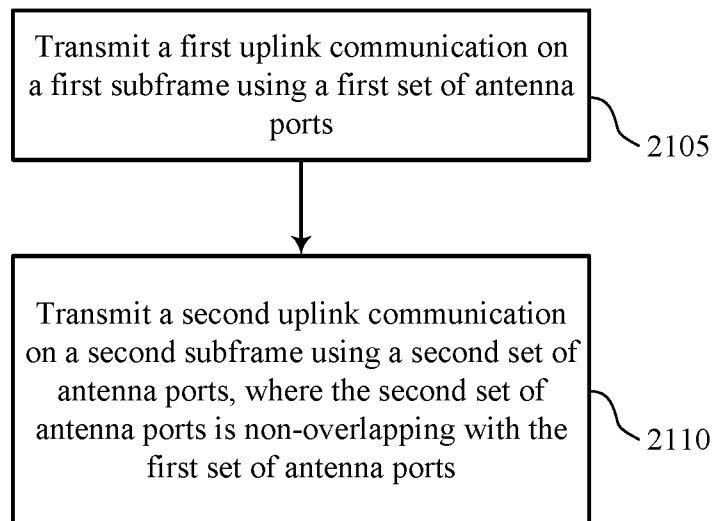 Transmit a first uplink communication on
a first subframe using a first set of antenna
ports
2105
Transmit a second uplink communication
on a second subframe using a second set of
antenna ports, where the second set of
antenna ports is non-overlapping with the
first set of antenna ports
2110